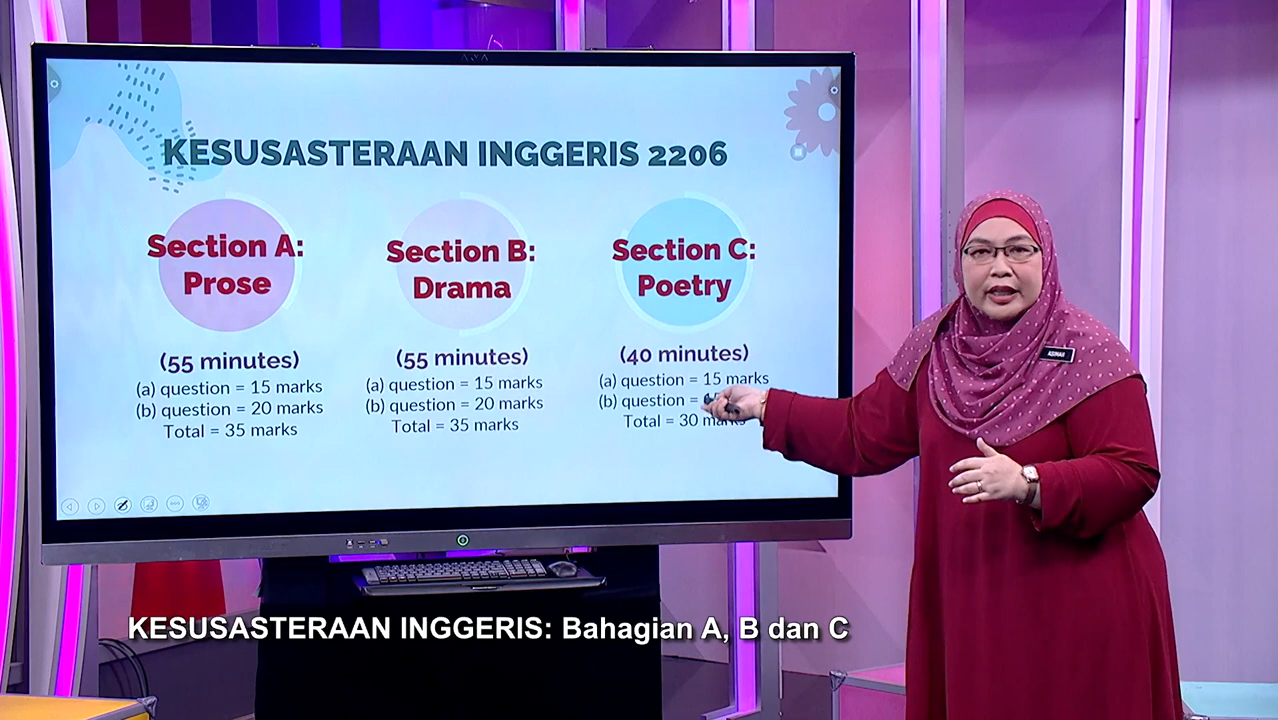 KESUSASTERAAN INGGERIS 2206
Section A:
Prose
(55 minutes)
(a) question = 15 marks
(b) question = 20 marks
Total = 35 marks
Section B:
Drama
(55 minutes)
(a) question = 15 marks
(b) question = 20 marks
Total = 35 marks
Section C:
Poetry
(40 minutes)
(a) question = 15 marks
(b) question =
Total = 30 marks
KESUSASTERAAN INGGERIS: Bahagian A, B dan C